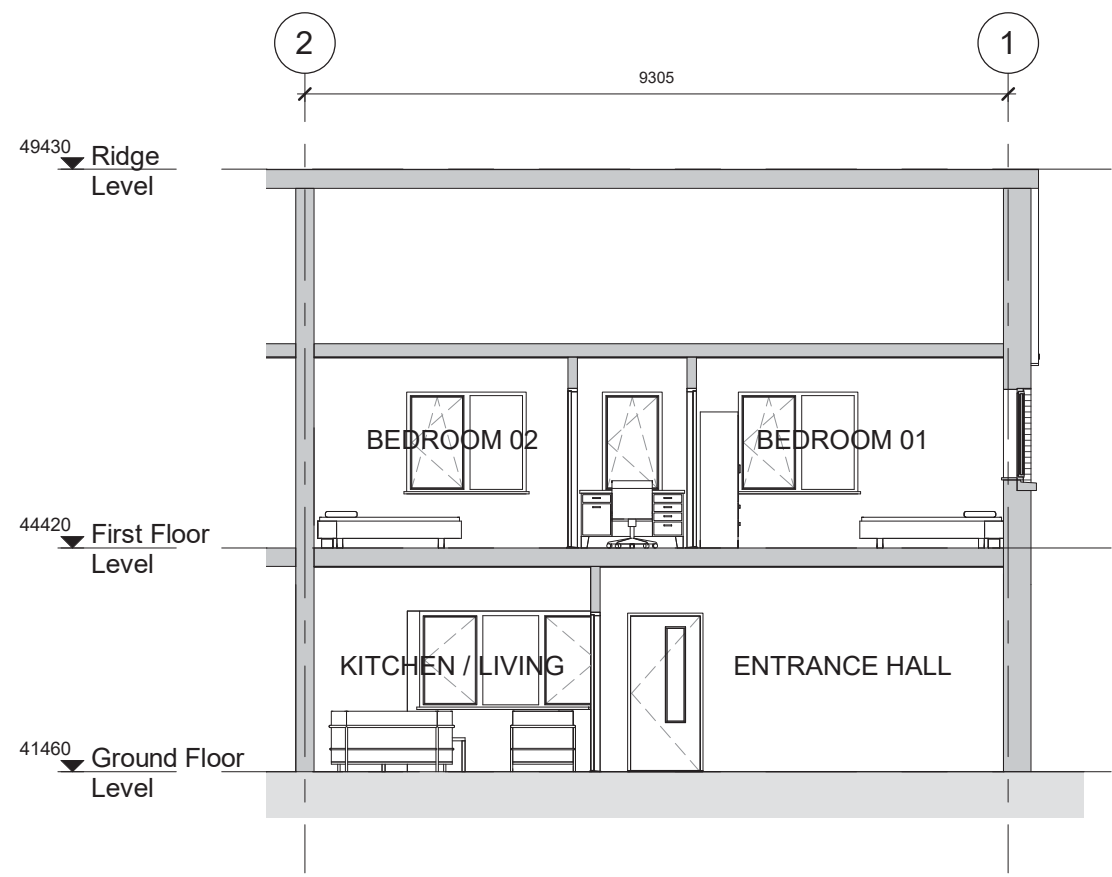 2
1
9305
49430
Ridge
Level
BEDROOM 02
BEDROOM 01
44420
First Floor
Level
KITCHEN / LIVING
ENTRANCE HALL
41460
Ground Floor
Level